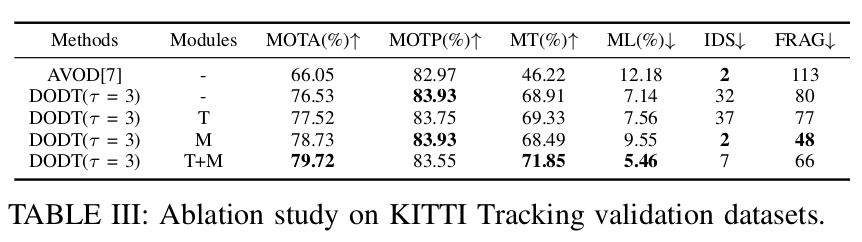 Methods Modules MOTA(%)↑ MOTP(%)↑ MT(%)↑ ML(%)↓ IDS↓ FRAG↓
AVOD[7] - 66.05 82.97 46.22 12.18 2 113
DODT(τ = 3) - 76.53 83.93 68.91 7.14 32 80
DODT(τ = 3) T 77.52 83.75 69.33 7.56 37 77
DODT(τ = 3) M 78.73 83.93 68.49 9.55 2 48
DODT(τ = 3) T+M 79.72 83.55 71.85 5.46 7 66
TABLE III: Ablation study on KITTI Tracking validation datasets.